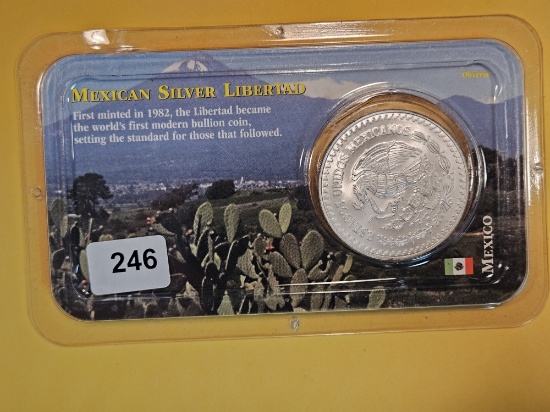 OBVERSE
MEXICAN SILVER LIBERTAD
First minted in 1982, the Libertad became
the world's first modern bullion coin,
setting the standard for those that followed.
UNIDOS MEXICANOS
246
MEXICO